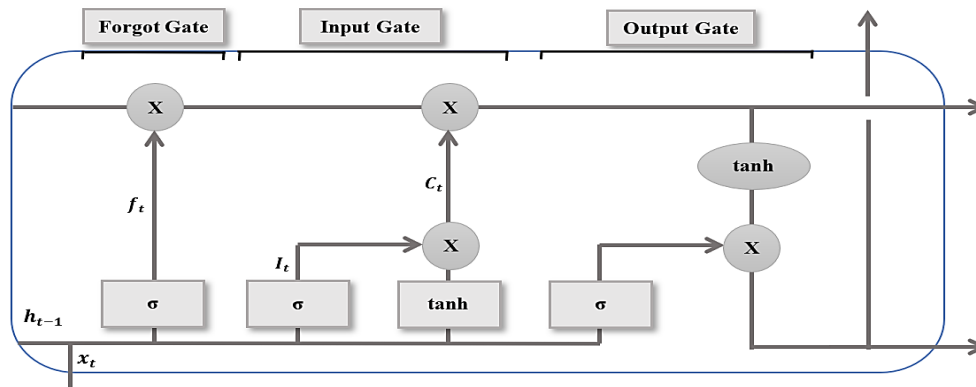 Forgot Gate
Input Gate
Output Gate
X
X
tanh
C_t
f_t
X
X
I_t
σ
σ
tanh
σ
h_{t−1}
x_t